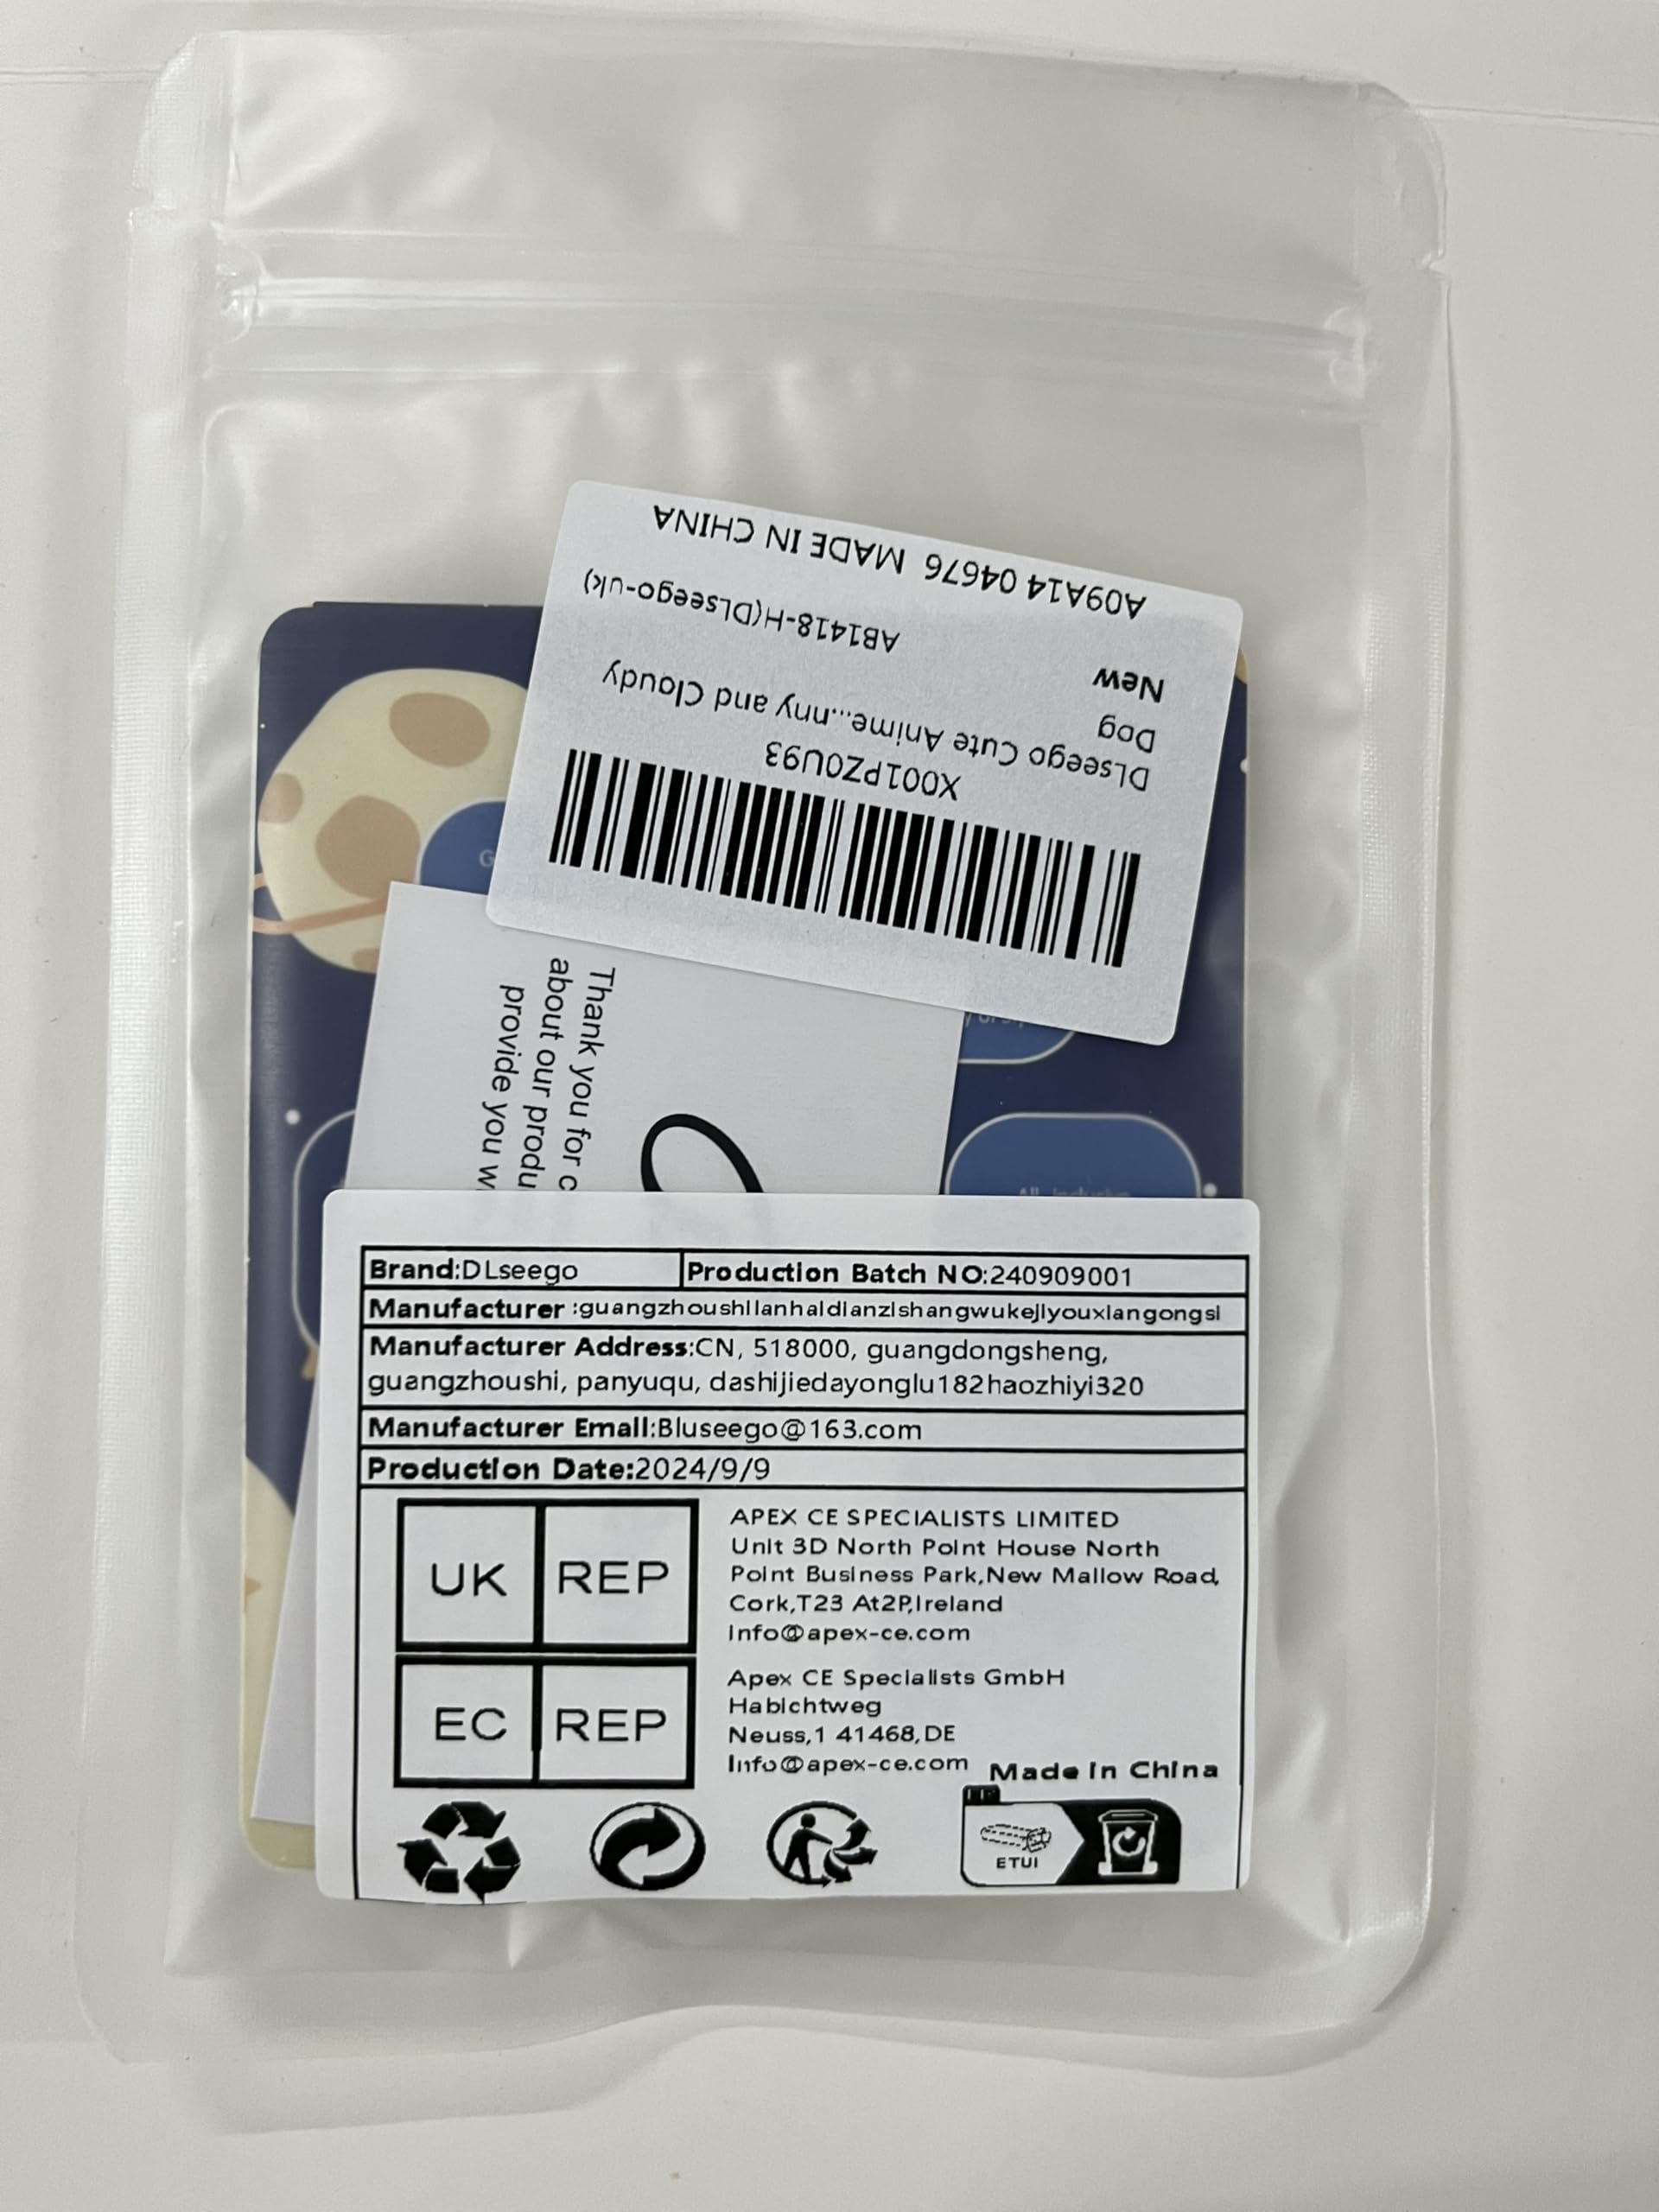 A09A14 04676 MADE IN CHINA
AB1418-H(DLseego-uk)
New
Dog
DLseego Cute Anime...nny and Cloudy
X001PZ0U93
G
Thank you for c
about our produ
provide you w
Brand:DLseego Production Batch NO:240909001
Manufacturer :guangzhoushilanhaidianzishangwukejiyouxiangongsi
Manufacturer Address:CN, 518000, guangdongsheng,
guangzhoushi, panyuqu, dashijiedayonglu182haozhiyi320
Manufacturer Email:Bluseego@163.com
Production Date:2024/9/9
UK REP
APEX CE SPECIALISTS LIMITED
Unit 3D North Point House North
Point Business Park,New Mallow Road,
Cork,T23 At2P,Ireland
Info@apex-ce.com
EC REP
Apex CE Specialists GmbH
Habichtweg
Neuss,1 41468,DE
Info@apex-ce.com
Made in China
ETUI